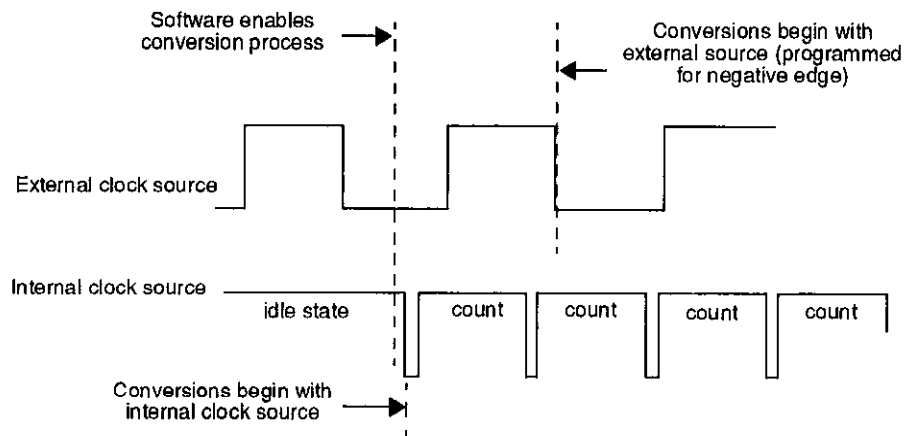 Software enables
conversion process
Conversions begin with
external source (programmed
for negative edge)
External clock source
Internal clock source
idle state
count
count
count
count
Conversions begin with
internal clock source